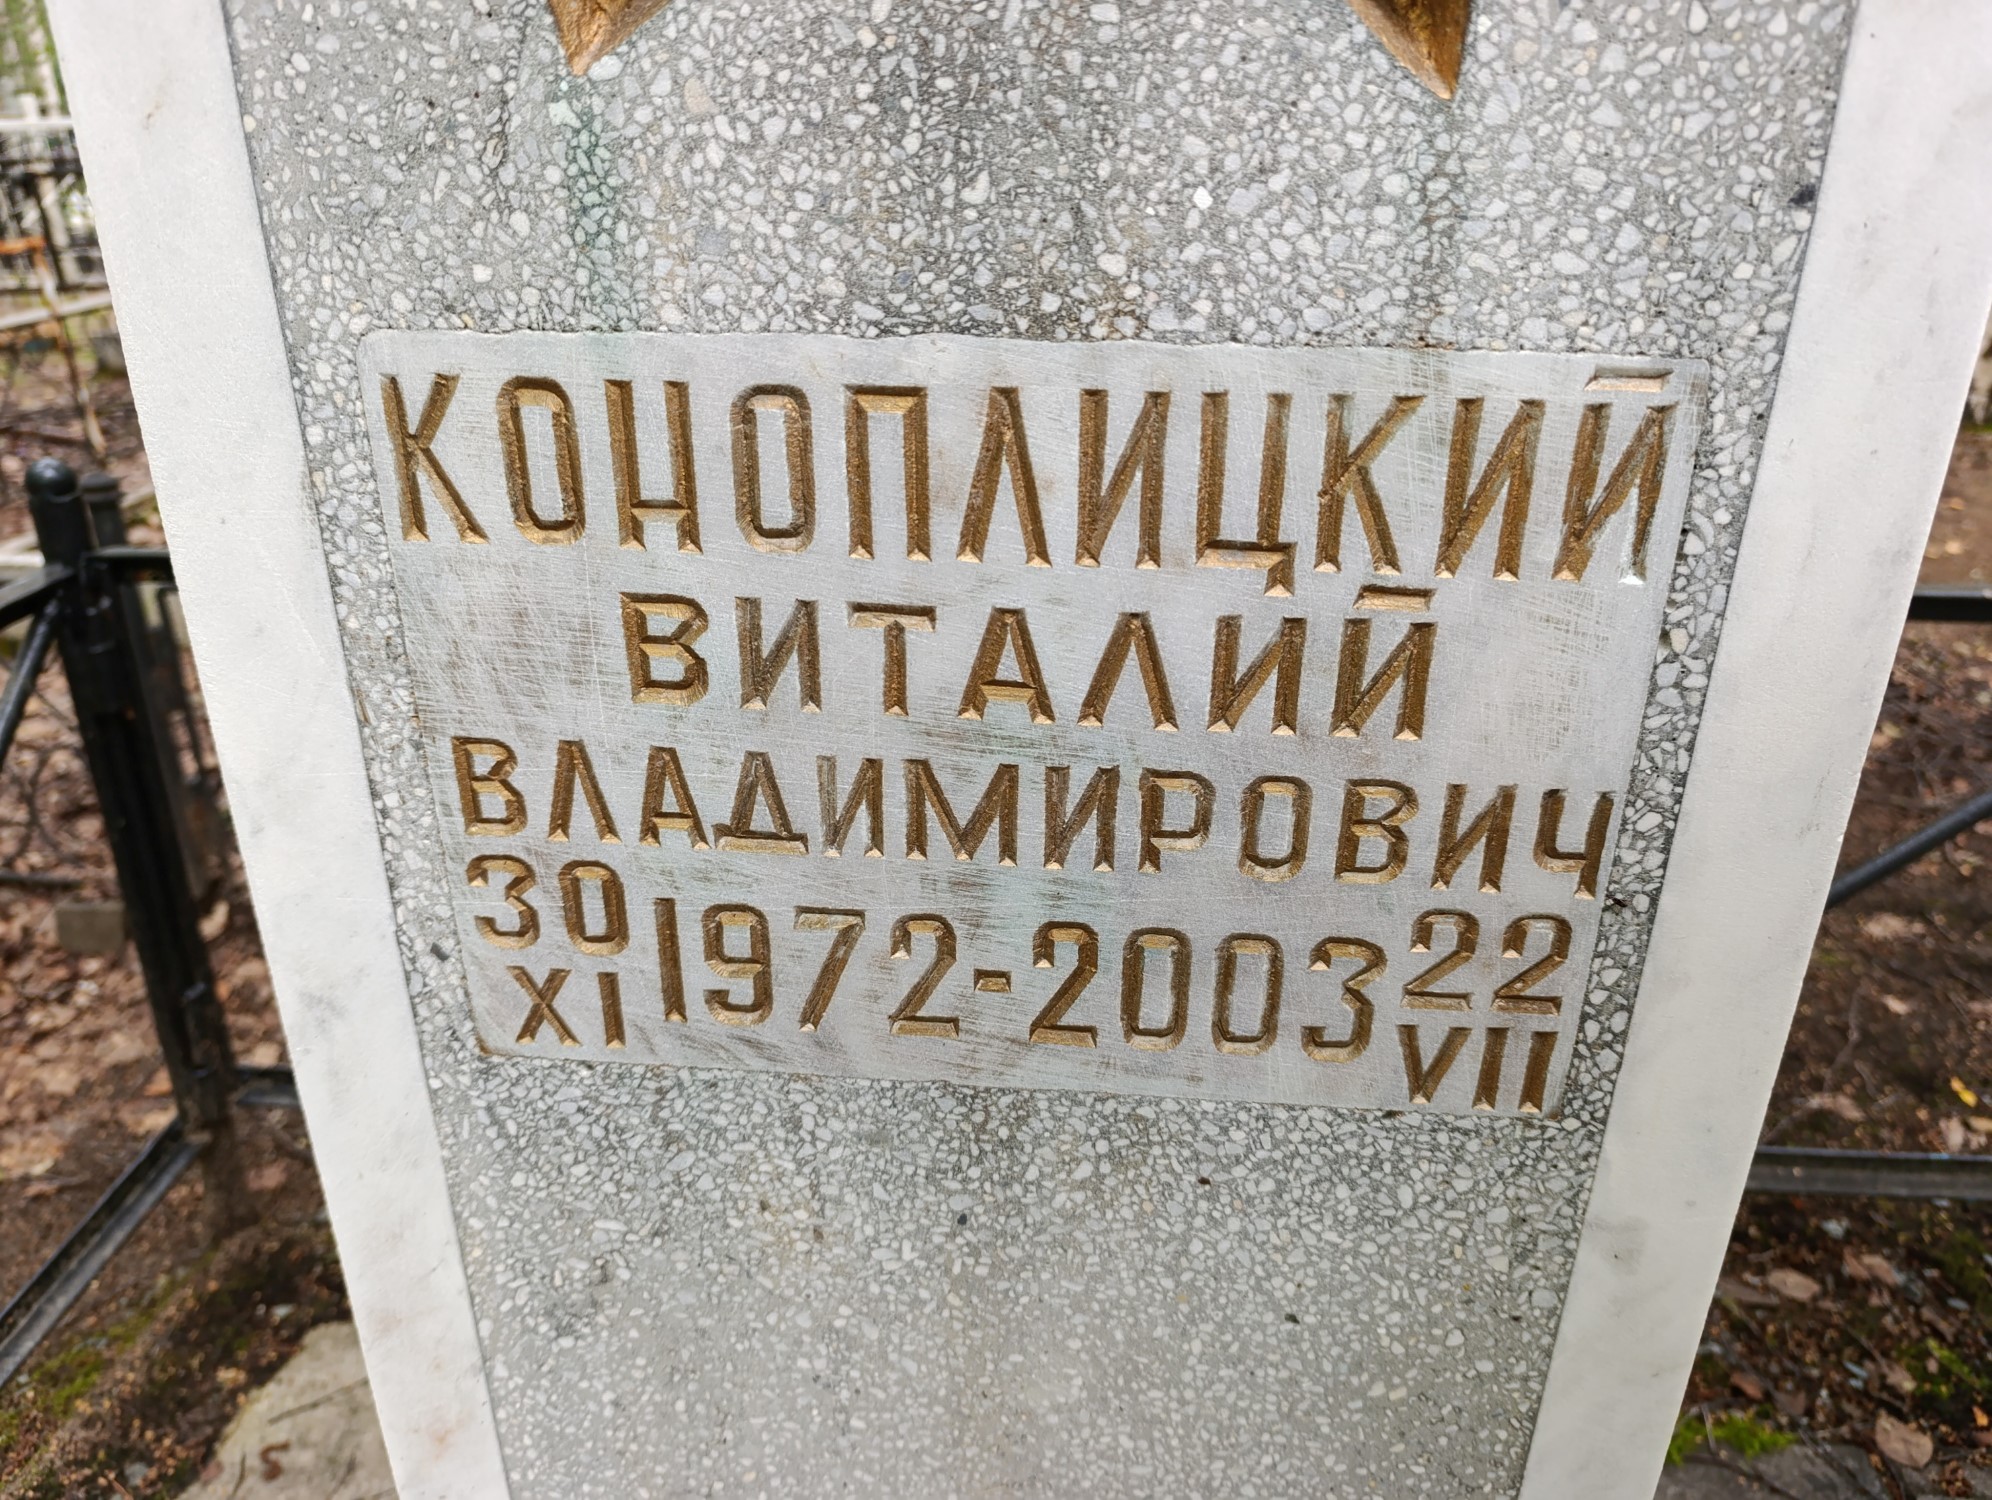 КОНОПЛИЦКИЙ
ВИТАЛИЙ
ВЛАДИМИРОВИЧ
30 XI 1972-2003 22 VII